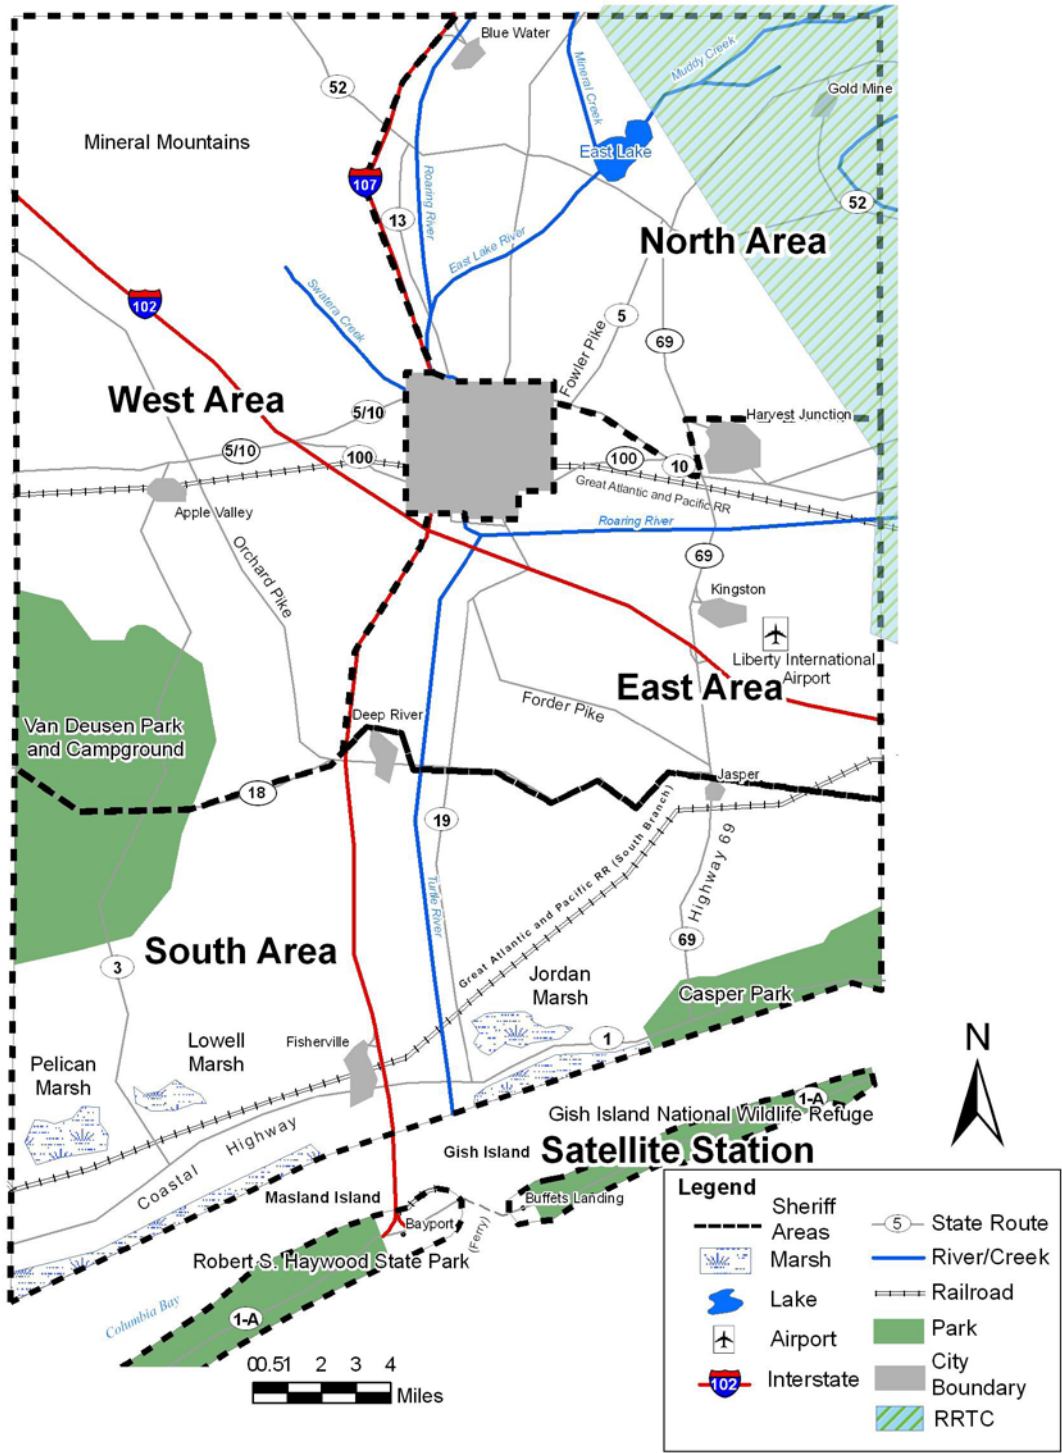 Blue Water
52
Mineral Creek
Muddy Creek
Gold Mine
Mineral Mountains
East Lake
107
Roaring River
52
13
North Area
East Lake River
Swatera Creek
102
5
Fowler Pike
69
West Area
5/10
Harvest Junction
5/10
100
100
10
Great Atlantic and Pacific RR
Apple Valley
Roaring River
Orchard Pike
69
Kingston
Liberty International
Airport
East Area
Forder Pike
Deep River
Van Deusen Park
and Campground
Jasper
18
19
Great Atlantic and Pacific RR (South Branch)
Highway 69
Turtle River
69
South Area
3
Jordan
Marsh
Casper Park
Lowell
Marsh
Fisherville
1
Pelican
Marsh
N
1-A
Gish Island National Wildlife Refuge
Coastal Highway
Gish Island
Satellite Station
Masland Island
Buffets Landing
Bayport
(Ferry)
Robert S. Haywood State Park
Columbia Bay
1-A
00.51 2 3 4
Miles
Legend
Sheriff
Areas
Marsh
Lake
Airport
102
Interstate
5
State Route
River/Creek
Railroad
Park
City
Boundary
RRTC